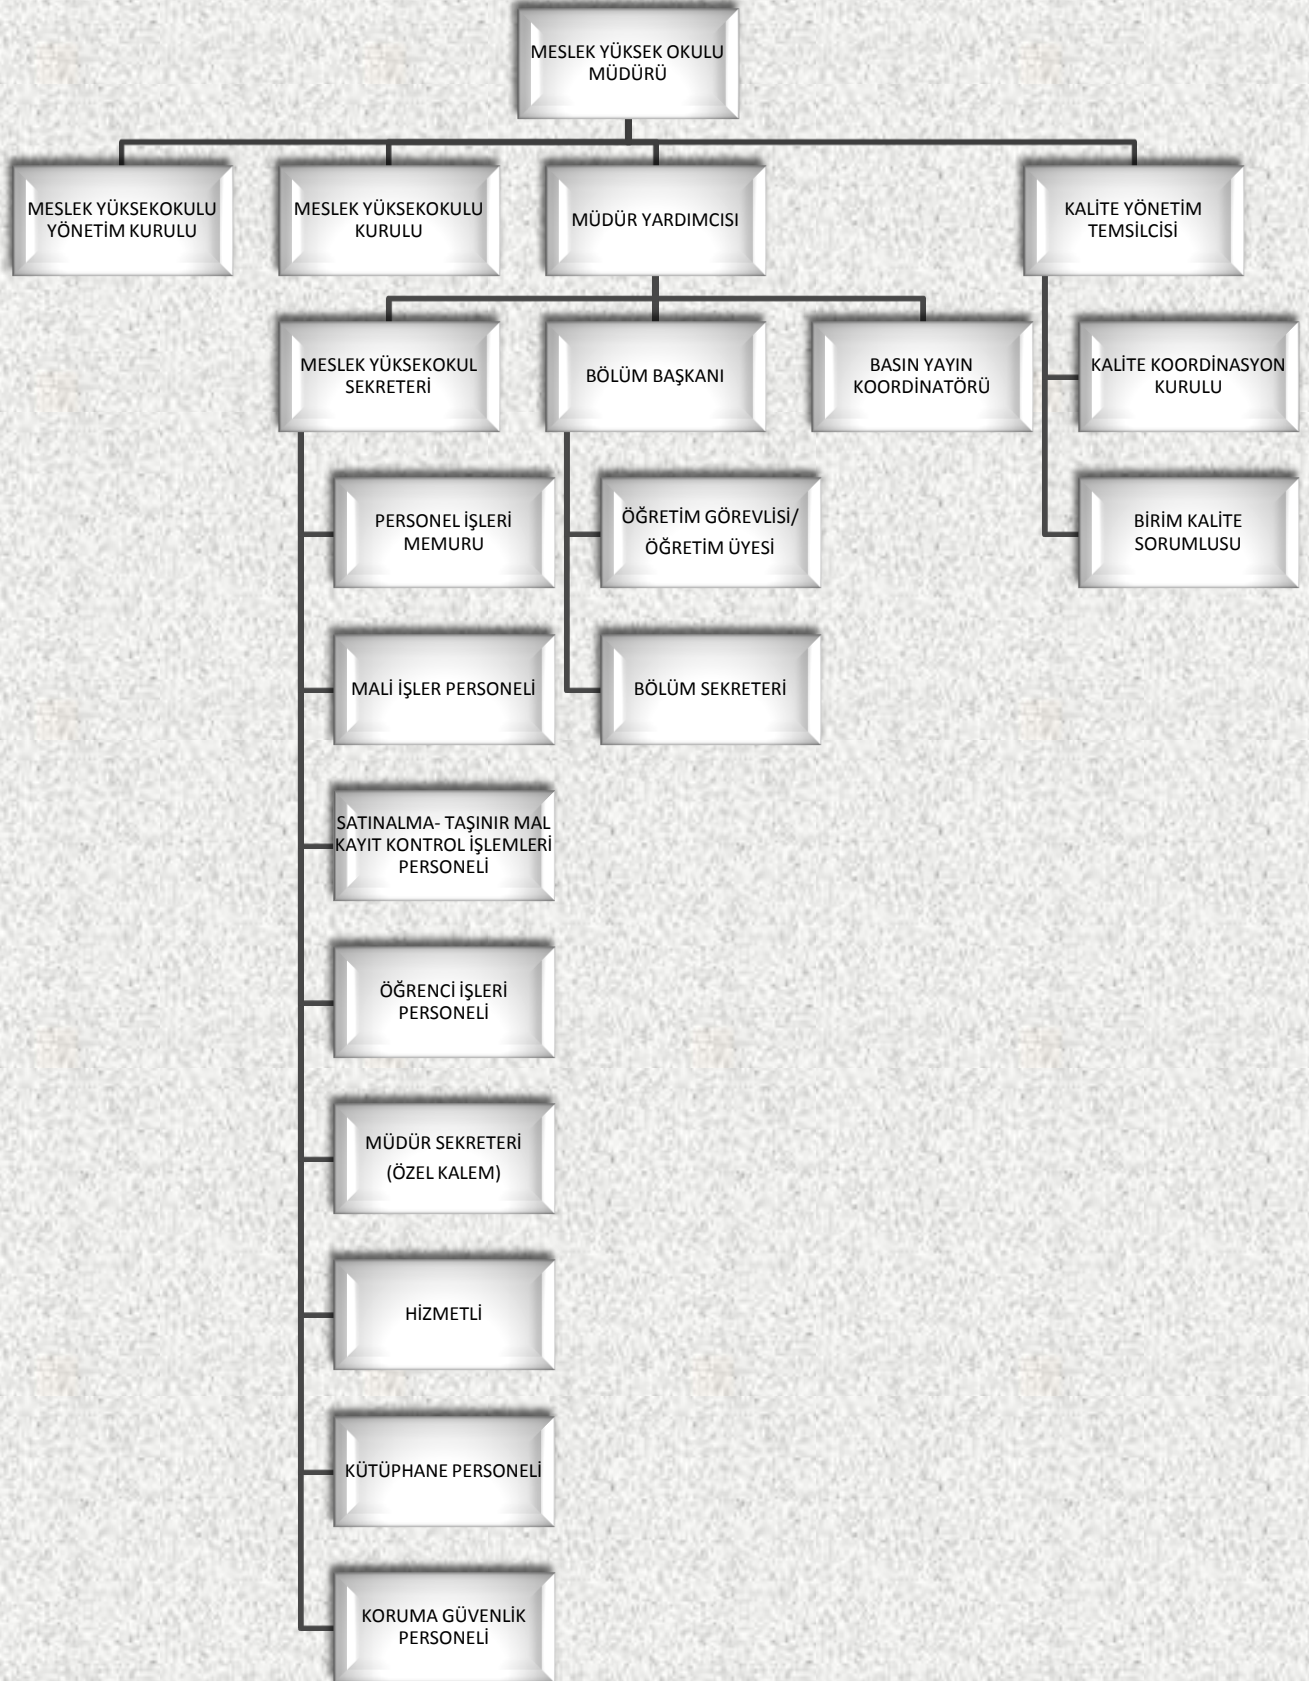 MESLEK YÜKSEK OKULU
MÜDÜRÜ
MESLEK YÜKSEKOKULU
YÖNETİM KURULU
MESLEK YÜKSEKOKULU
KURULU
MÜDÜR YARDIMCISI
KALİTE YÖNETİM
TEMSİLCİSİ
MESLEK YÜKSEKOKUL
SEKRETERİ
BÖLÜM BAŞKANI
BASIN YAYIN
KOORDİNATÖRÜ
KALİTE KOORDİNASYON
KURULU
PERSONEL İŞLERİ
MEMURU
ÖĞRETİM GÖREVLİSİ/
ÖĞRETİM ÜYESİ
BİRİM KALİTE
SORUMLUSU
MALİ İŞLER PERSONELİ
BÖLÜM SEKRETERİ
SATINALMA- TAŞINIR MAL
KAYIT KONTROL İŞLEMLERİ
PERSONELİ
ÖĞRENCİ İŞLERİ
PERSONELİ
MÜDÜR SEKRETERİ
(ÖZEL KALEM)
HİZMETLİ
KÜTÜPHANE PERSONELİ
KORUMA GÜVENLİK
PERSONELİ